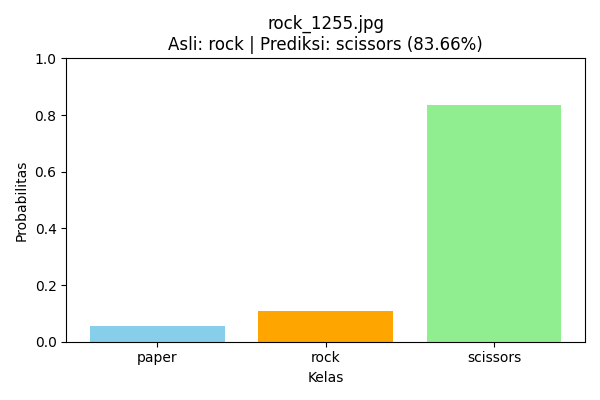 rock_1255.jpg
Asli: rock | Prediksi: scissors (83.66%)
1.0
0.8
0.6
0.4
0.2
0.0
Probabilitas
paper rock scissors
Kelas